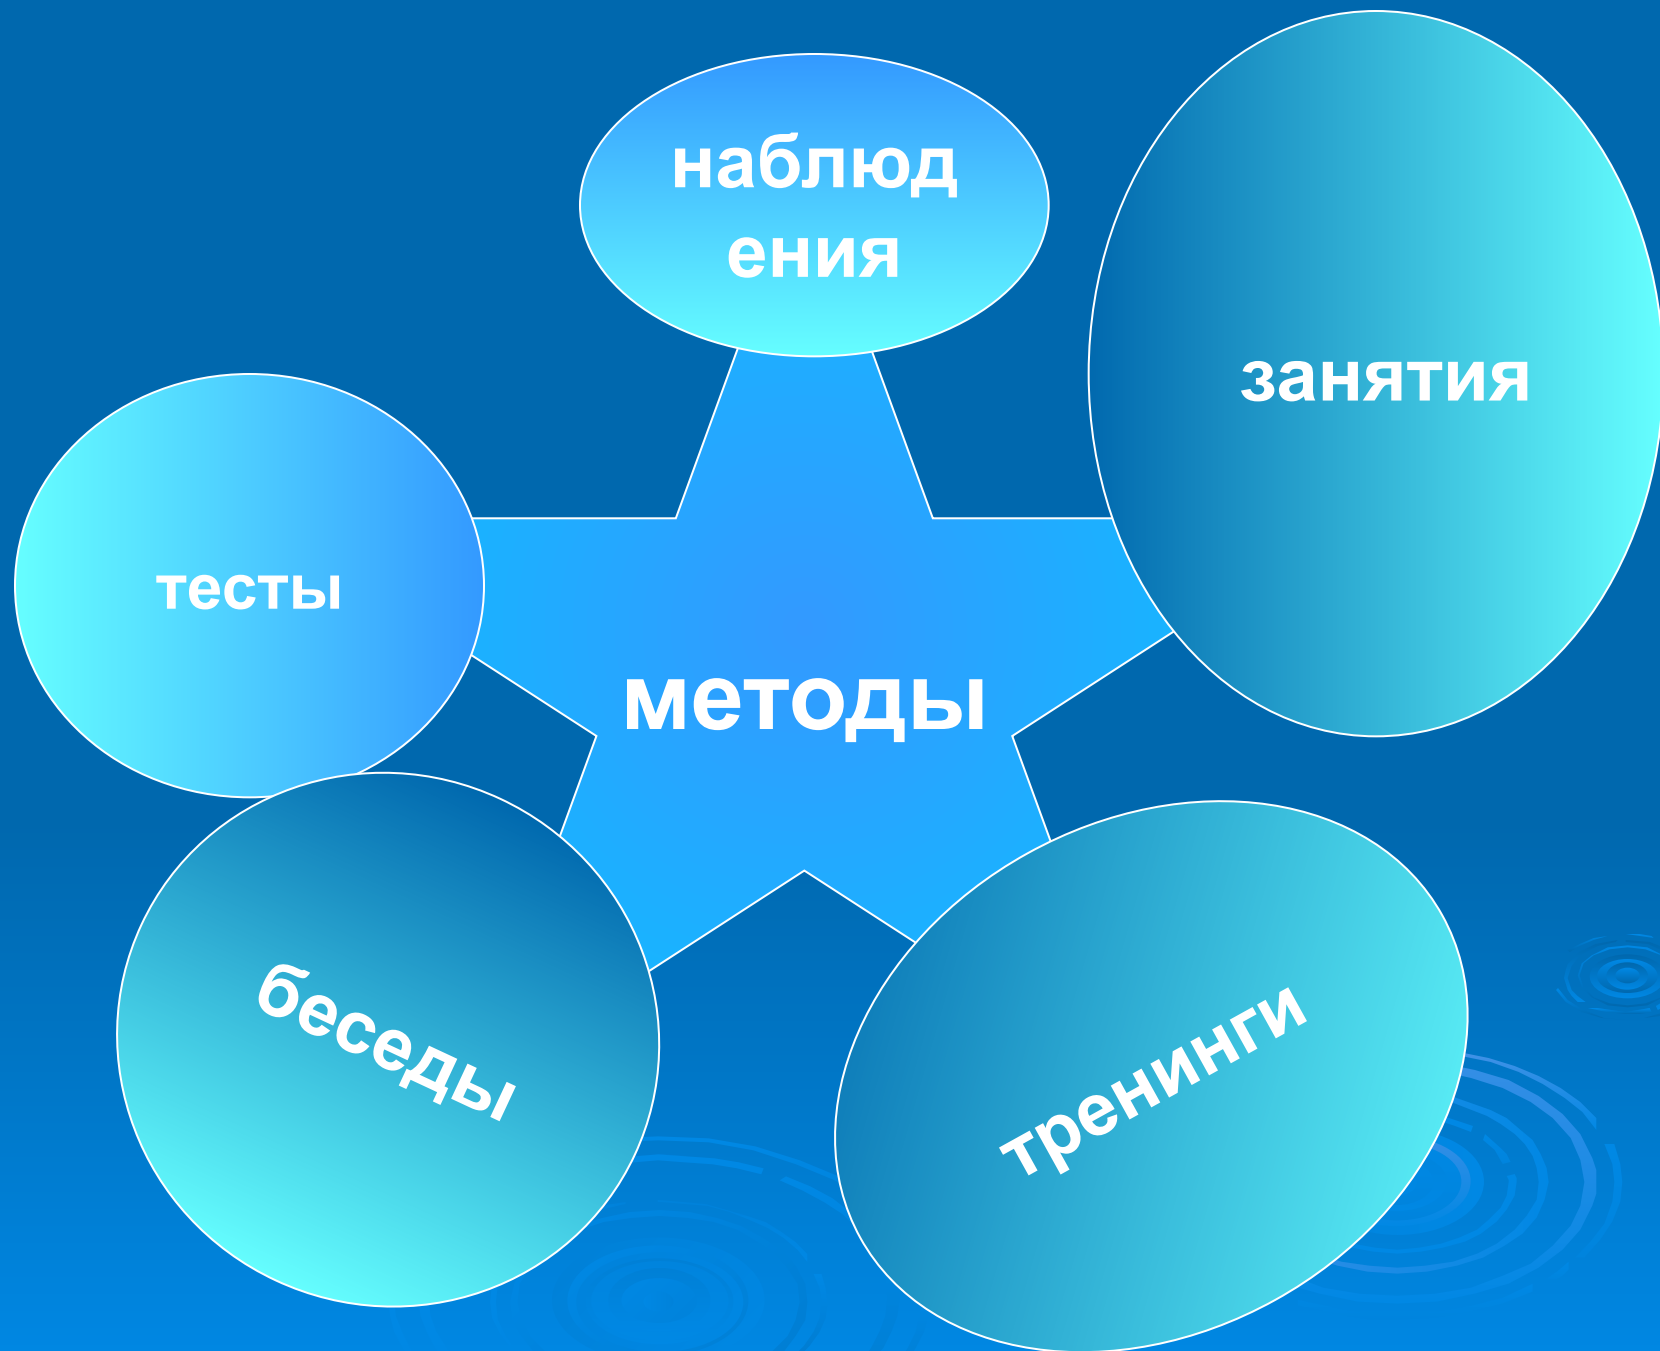 наблюд
ения
занятия
тесты
методы
беседы
тренинги